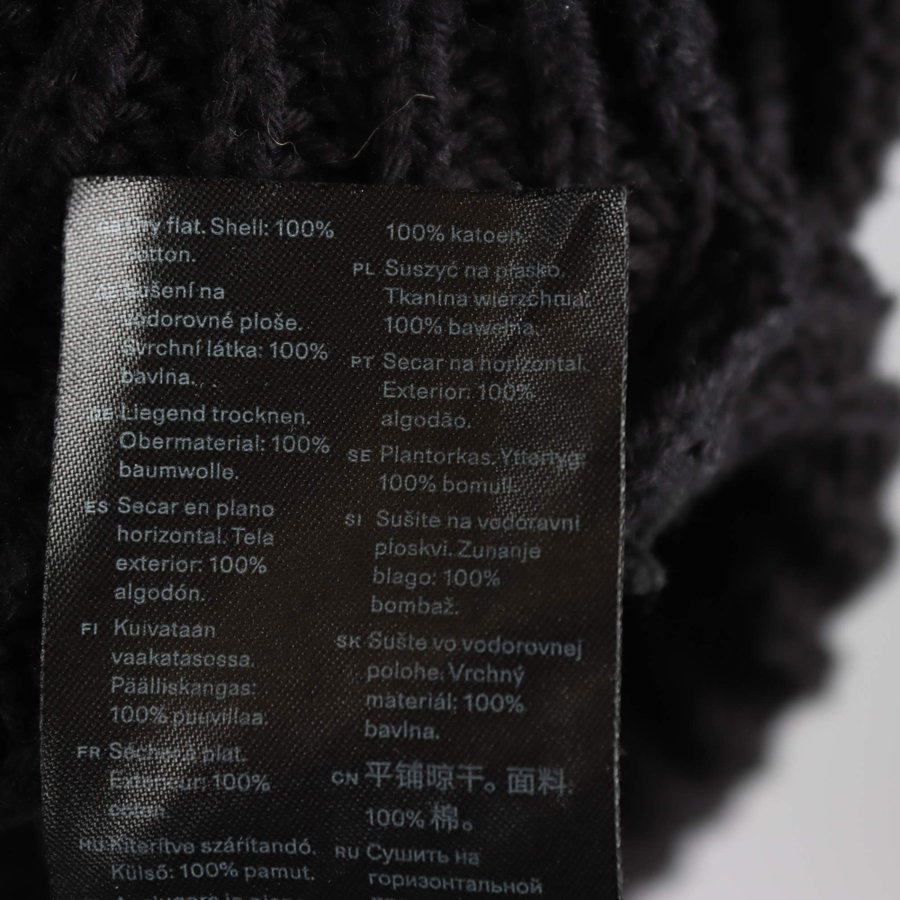 Dry flat. Shell: 100%
cotton.
Sušení na
vodorovné ploše.
Svrchní látka: 100%
bavlna.
DE Liegend trocknen.
Obermaterial: 100%
baumwolle.
ES Secar en plano
horizontal. Tela
exterior: 100%
algodón.
FI Kuivataan
vaakatasossa.
Päälliskangas:
100% puuvillaa.
FR Séchez à plat.
Exterieur: 100%
coton.
HU Kiterítve szárítandó.
Külső: 100% pamut.
100% katoen.
PL Suszyć na płasko.
Tkanina wierzchnia:
100% bawełna.
PT Secar na horizontal.
Exterior: 100%
algodão.
SE Plantorkas. Yttertyg:
100% bomull.
SI Sušite na vodoravni
ploskvi. Zunanje
blago: 100%
bombaž.
SK Sušte vo vodorovnej
polohe. Vrchný
materiál: 100%
bavlna.
CN 平铺晾干。面料:
100% 棉。
RU Сушить на
горизонтальной